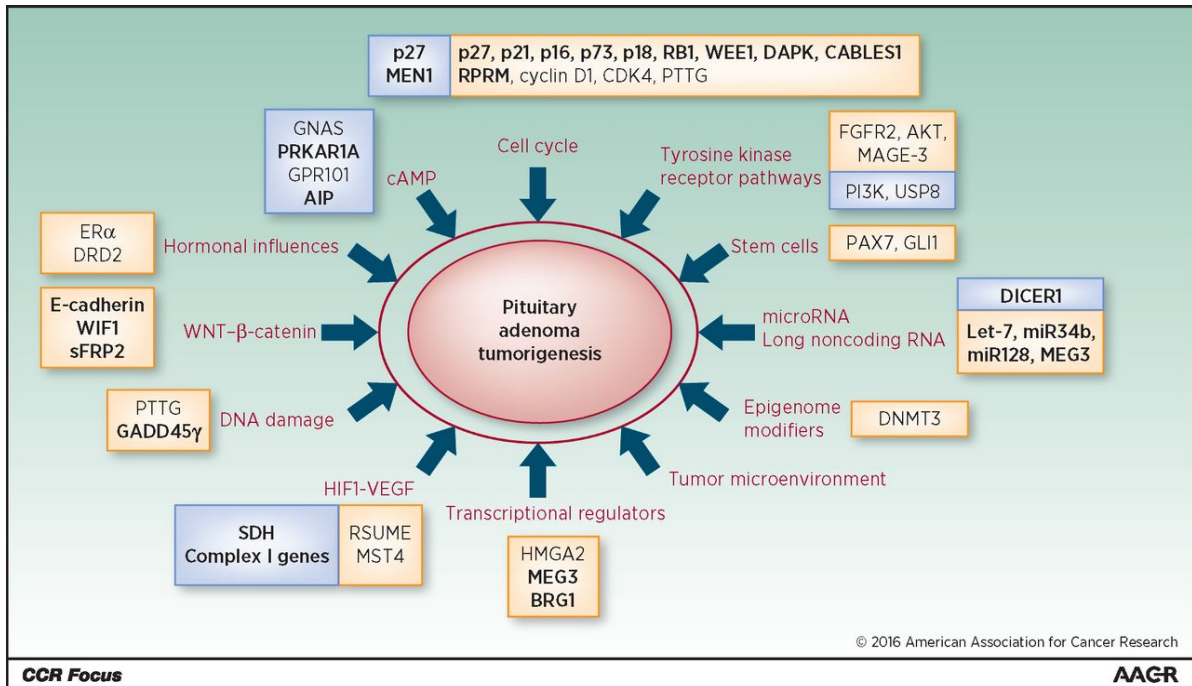 p27
MEN1
p27, p21, p16, p73, p18, RB1, WEE1, DAPK, CABLES1
RPRM, cyclin D1, CDK4, PTTG
GNAS
PRKAR1A
GPR101
AIP
cAMP
Cell cycle
Tyrosine kinase
receptor pathways
FGFR2, AKT,
MAGE-3
PI3K, USP8
ERα
DRD2
Hormonal influences
Stem cells
PAX7, GLI1
E-cadherin
WIF1
sFRP2
WNT–β-catenin
Pituitary
adenoma
tumorigenesis
microRNA
Long noncoding RNA
DICER1
Let-7, miR34b,
miR128, MEG3
PTTG
GADD45γ
DNA damage
Epigenome
modifiers
DNMT3
HIF1-VEGF
SDH
Complex I genes
RSUME
MST4
Transcriptional regulators
HMGA2
MEG3
BRG1
Tumor microenvironment
© 2016 American Association for Cancer Research
CCR Focus
AACR